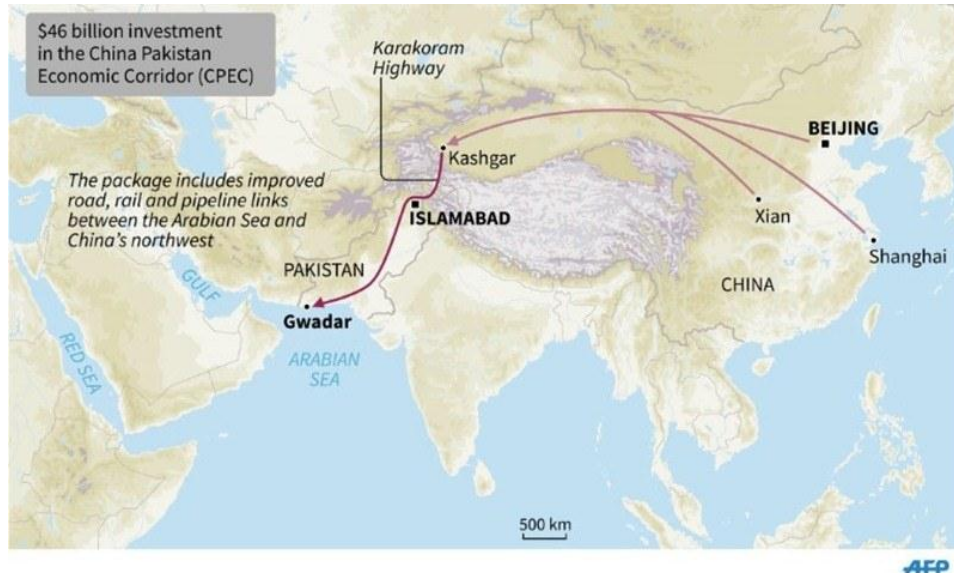 $46 billion investment
in the China Pakistan
Economic Corridor (CPEC)
Karakoram
Highway
BEIJING
Kashgar
The package includes improved
road, rail and pipeline links
between the Arabian Sea and
China's northwest
ISLAMABAD
Xian
Shanghai
PAKISTAN
GULF
CHINA
Gwadar
RED SEA
ARABIAN
SEA
500 km
AFP